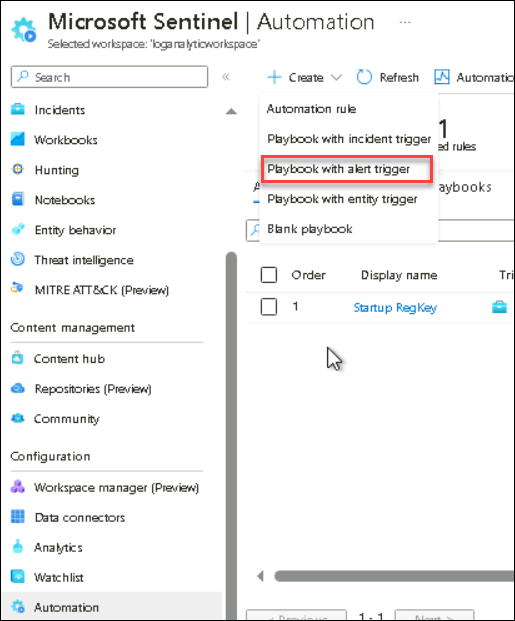 Microsoft Sentinel | Automation ...
Selected workspace: 'loganalyticworkspace'
Search
«
Create
Refresh
Automatio
Incidents
Workbooks
Hunting
Notebooks
Entity behavior
Threat intelligence
MITRE ATT&CK (Preview)
Content management
Content hub
Repositories (Preview)
Community
Configuration
Workspace manager (Preview)
Data connectors
Analytics
Watchlist
Automation
Automation rule
Playbook with incident trigger
Playbook with alert trigger
Playbook with entity trigger
Blank playbook
1
ed rules
A
aybooks
Order
Display name
Tri
1
Startup RegKey
< Previous
1 - 1
Next >